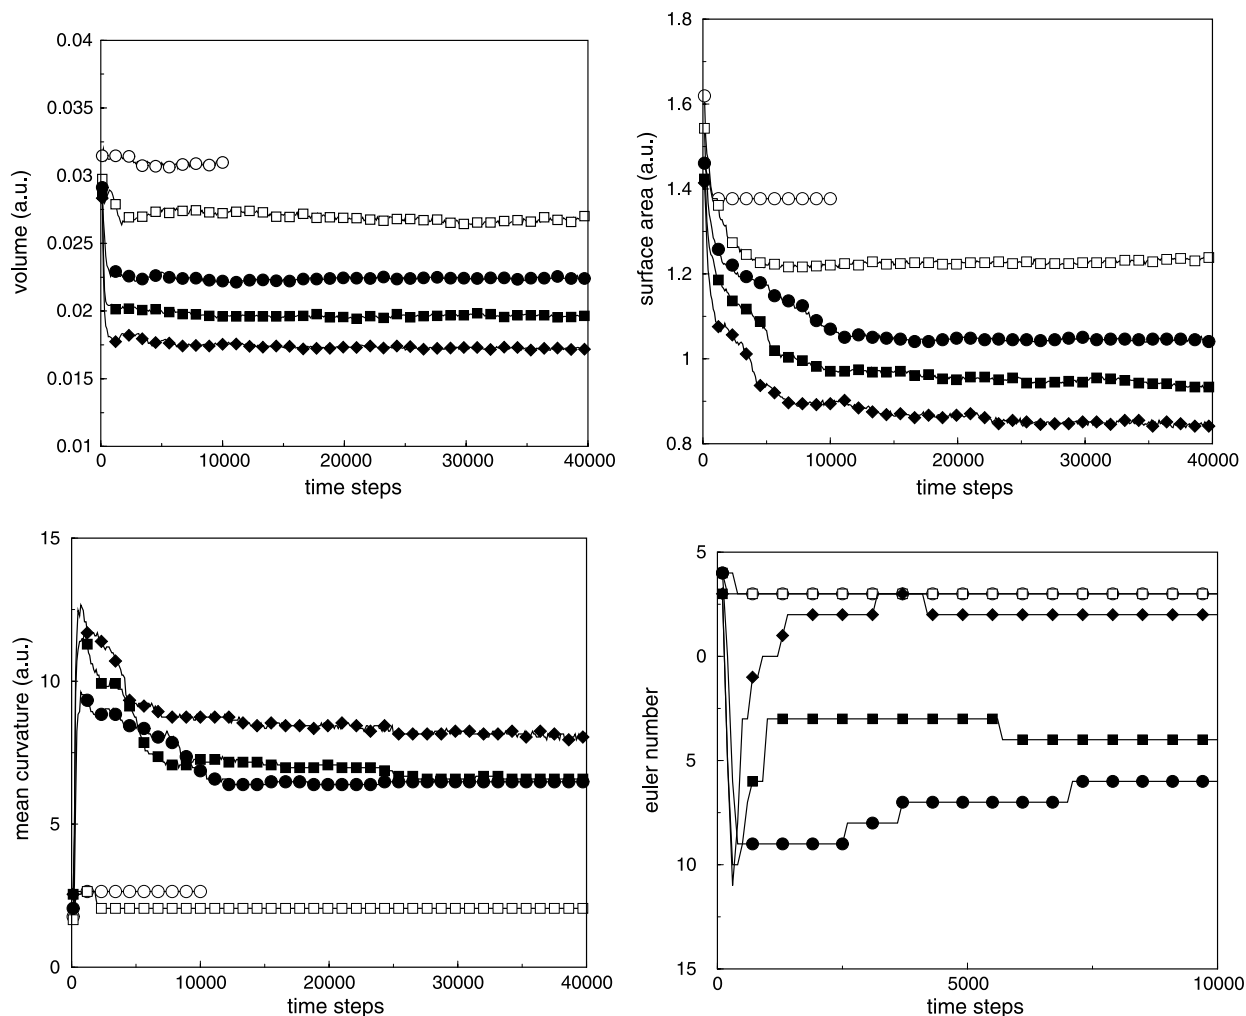 0.04
0.035
0.03
0.025
0.02
0.015
0.01
volume (a.u.)
0 10000 20000 30000 40000
time steps
1.8
1.6
1.4
1.2
1
0.8
surface area (a.u.)
0 10000 20000 30000 40000
time steps
15
10
5
0
mean curvature (a.u.)
0 10000 20000 30000 40000
time steps
5
0
5
10
15
euler number
0 5000 10000
time steps